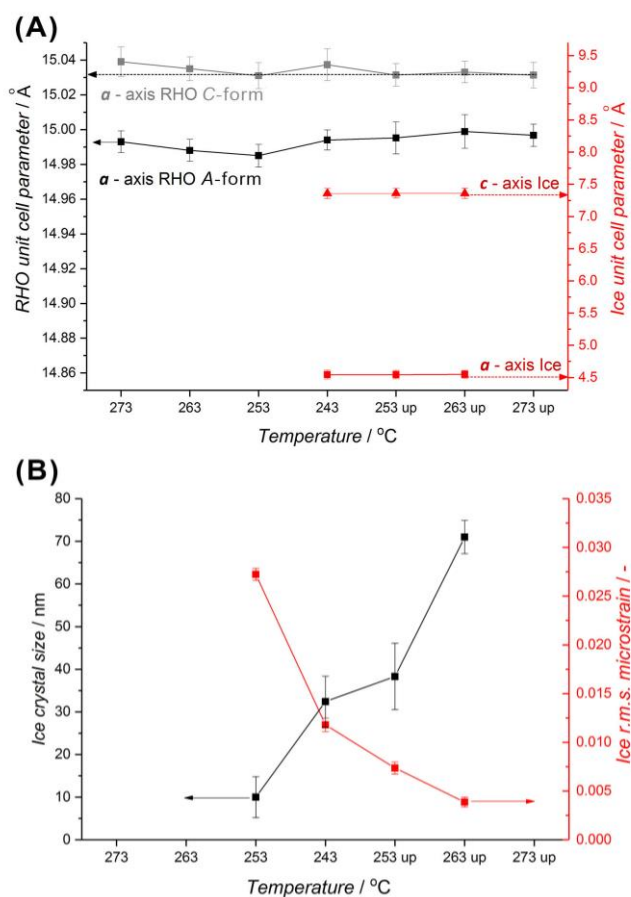 (A)
RHO unit cell parameter / Å
15.04
15.02
15.00
14.98
14.96
14.94
14.92
14.90
14.88
14.86
a - axis RHO C-form
a - axis RHO A-form
c - axis Ice
a - axis Ice
9.5
9.0
8.5
8.0
7.5
7.0
6.5
6.0
5.5
5.0
4.5
Ice unit cell parameter / Å
273 263 253 243 253 up 263 up 273 up
Temperature / °C
(B)
Ice crystal size / nm
80
70
60
50
40
30
20
10
0
0.035
0.030
0.025
0.020
0.015
0.010
0.005
0.000
Ice r.m.s. microstrain / -
273 263 253 243 253 up 263 up 273 up
Temperature / °C